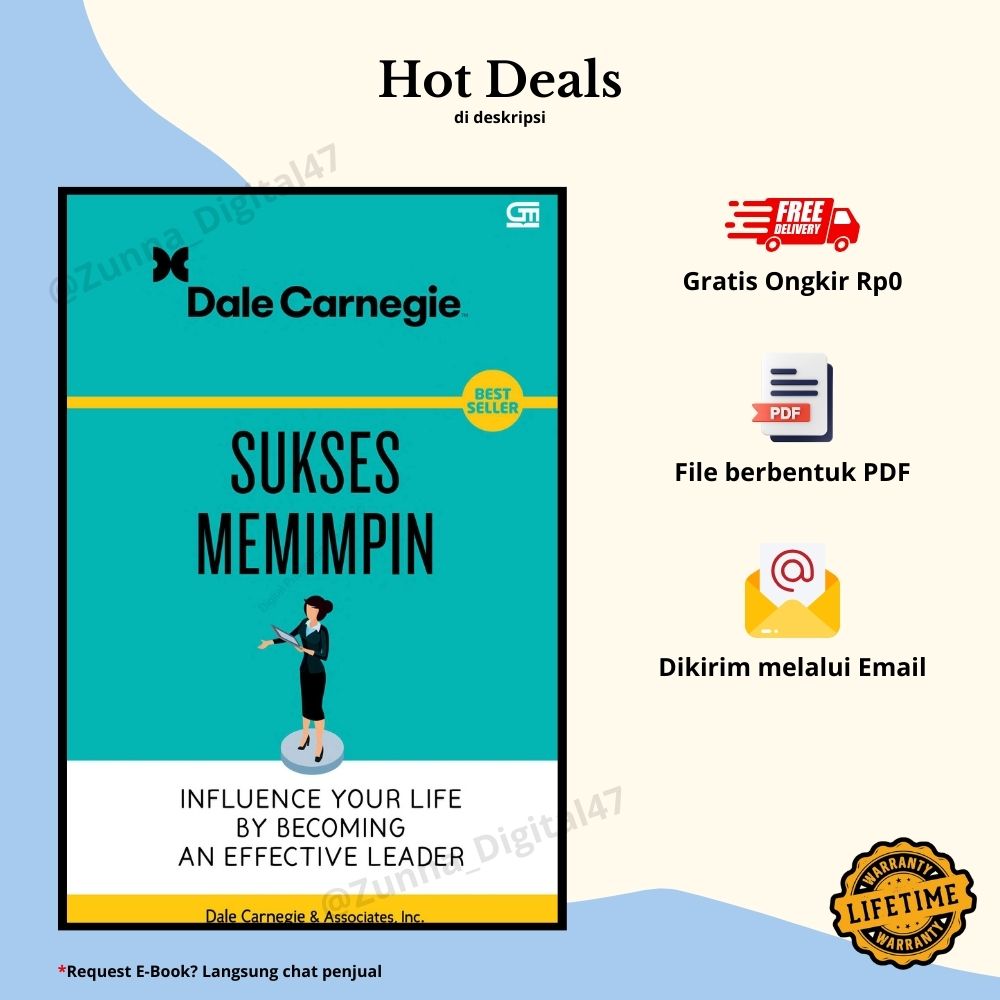 Hot Deals
di deskripsi
@Zunna_Digital47
GM
Dale Carnegie
BEST
SELLER
SUKSES
MEMIMPIN
INFLUENCE YOUR LIFE
BY BECOMING
AN EFFECTIVE LEADER
@Zunna_Digital47
Dale Carnegie & Associates, Inc.
FREE
DELIVERY
Gratis Ongkir Rp0
PDF
File berbentuk PDF
@
Dikirim melalui Email
WARRANTY
LIFETIME
WARRANTY
*Request E-Book? Langsung chat penjual